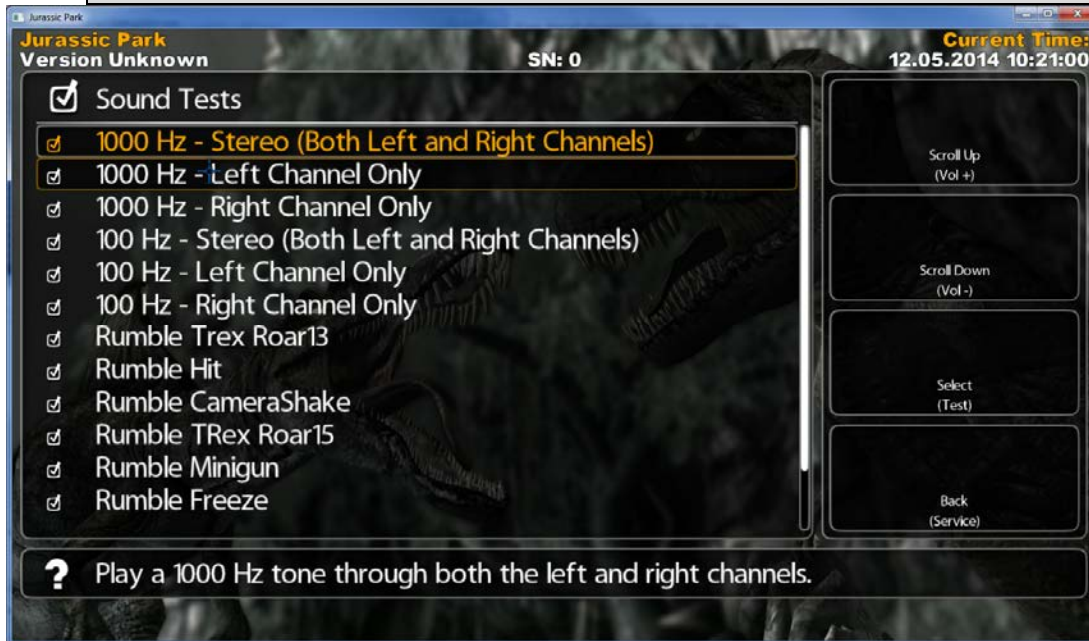 Jurassic Park
Jurassic Park
Current Time:
Version Unknown
SN: 0
12.05.2014 10:21:00
Sound Tests
1000 Hz - Stereo (Both Left and Right Channels)
1000 Hz - Left Channel Only
1000 Hz - Right Channel Only
100 Hz - Stereo (Both Left and Right Channels)
100 Hz - Left Channel Only
100 Hz - Right Channel Only
Rumble Trex Roar13
Rumble Hit
Rumble CameraShake
Rumble TRex Roar15
Rumble Minigun
Rumble Freeze
Scroll Up
(Vol +)
Scroll Down
(Vol -)
Select
(Test)
Back
(Service)
? Play a 1000 Hz tone through both the left and right channels.